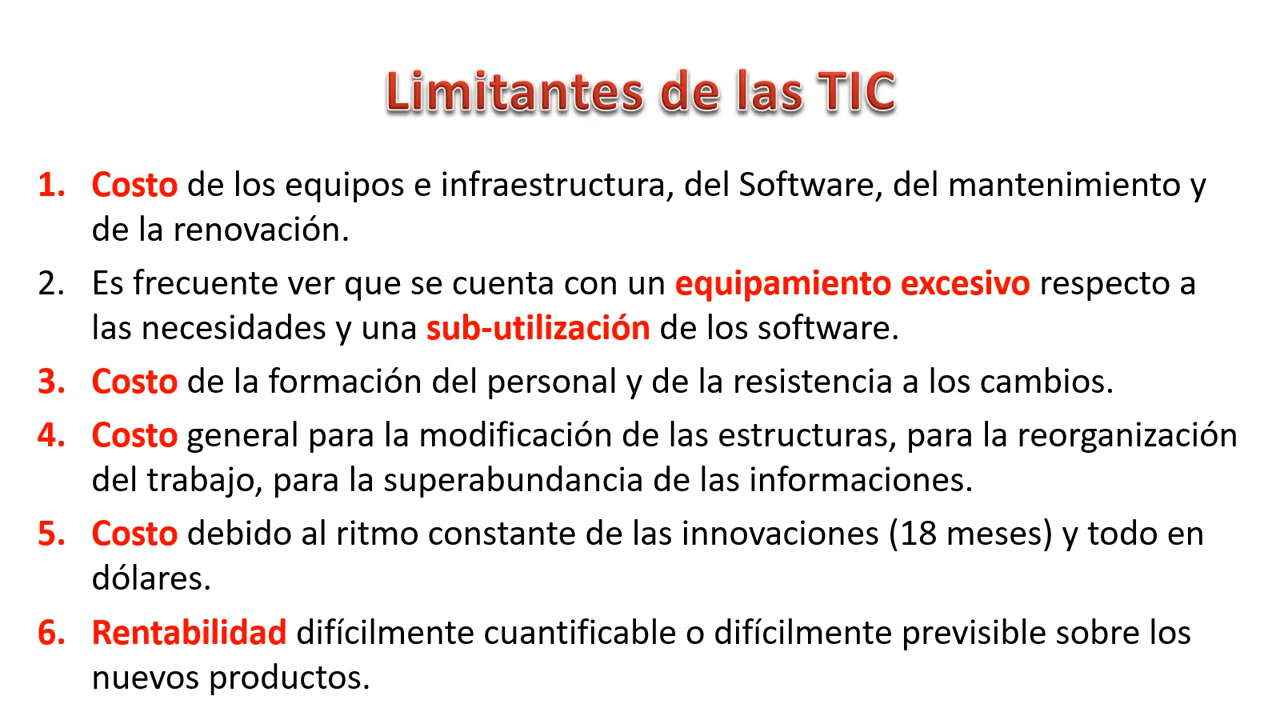 Limitantes de las TIC
1. Costo de los equipos e infraestructura, del Software, del mantenimiento y
de la renovación.
2. Es frecuente ver que se cuenta con un equipamiento excesivo respecto a
las necesidades y una sub-utilización de los software.
3. Costo de la formación del personal y de la resistencia a los cambios.
4. Costo general para la modificación de las estructuras, para la reorganización
del trabajo, para la superabundancia de las informaciones.
5. Costo debido al ritmo constante de las innovaciones (18 meses) y todo en
dólares.
6. Rentabilidad difícilmente cuantificable o difícilmente previsible sobre los
nuevos productos.